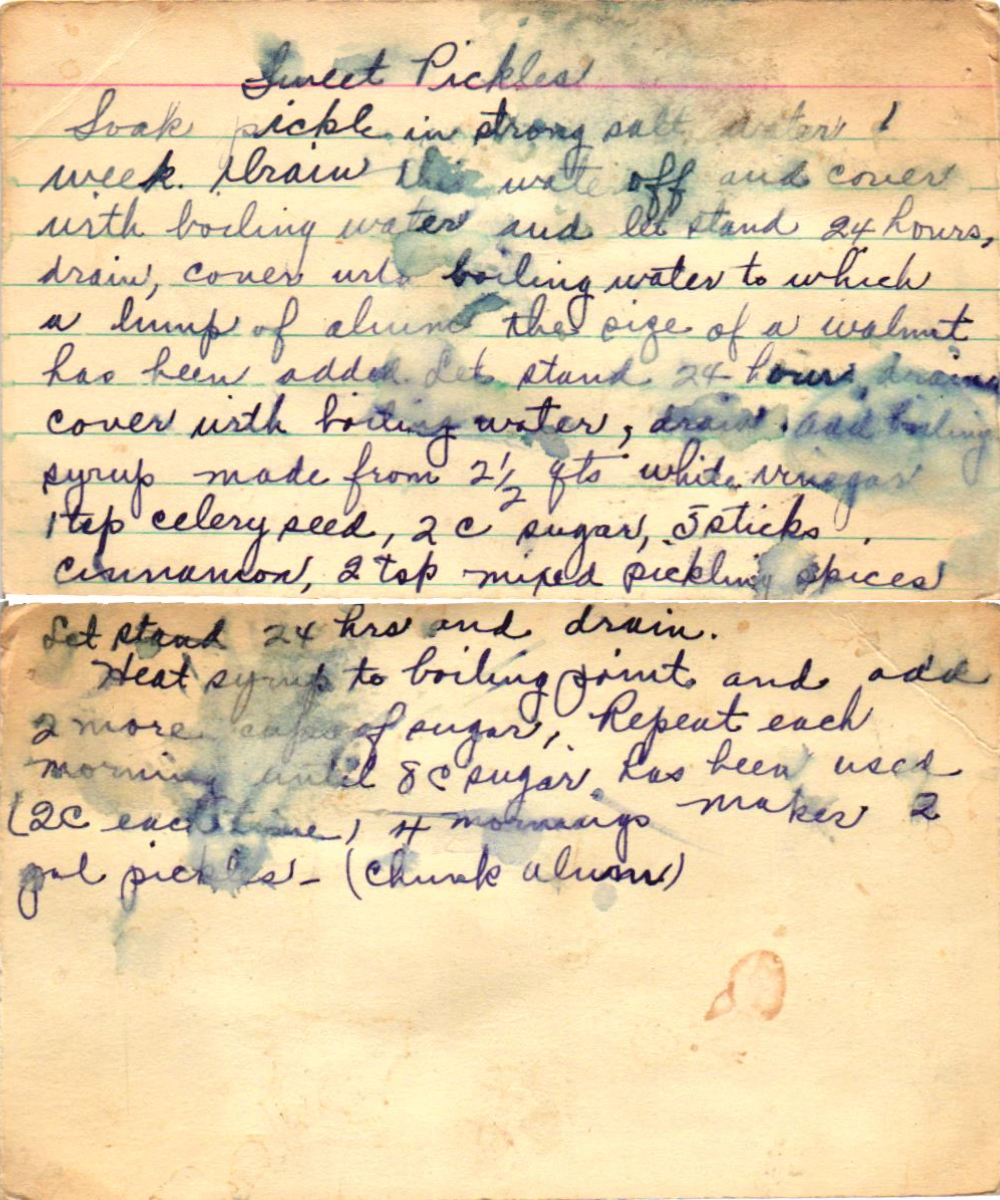 Sweet Pickles
Soak pickle in strong salt water 1
week. Drain this wate off and cover
with boiling water and let stand 24 hours,
drain, cover with boiling water to which
a lump of alum the size of a walnut
has been added. Let stand 24 hours, drain,
cover with boiling water, drain. add boiling
syrup made from 2 1/2 qts white vinegar
1 tsp celery seed, 2 c sugar, 5 sticks
cinnamon, 2 tsp mixed pickling spices
Let stand 24 hrs and drain.
Heat syrup to boiling point and add
2 more cups of sugar, Repeat each
morning until 8 C sugar has been used
(2C each time) 4 mornings makes 2
gal pickles - (chunk alum)